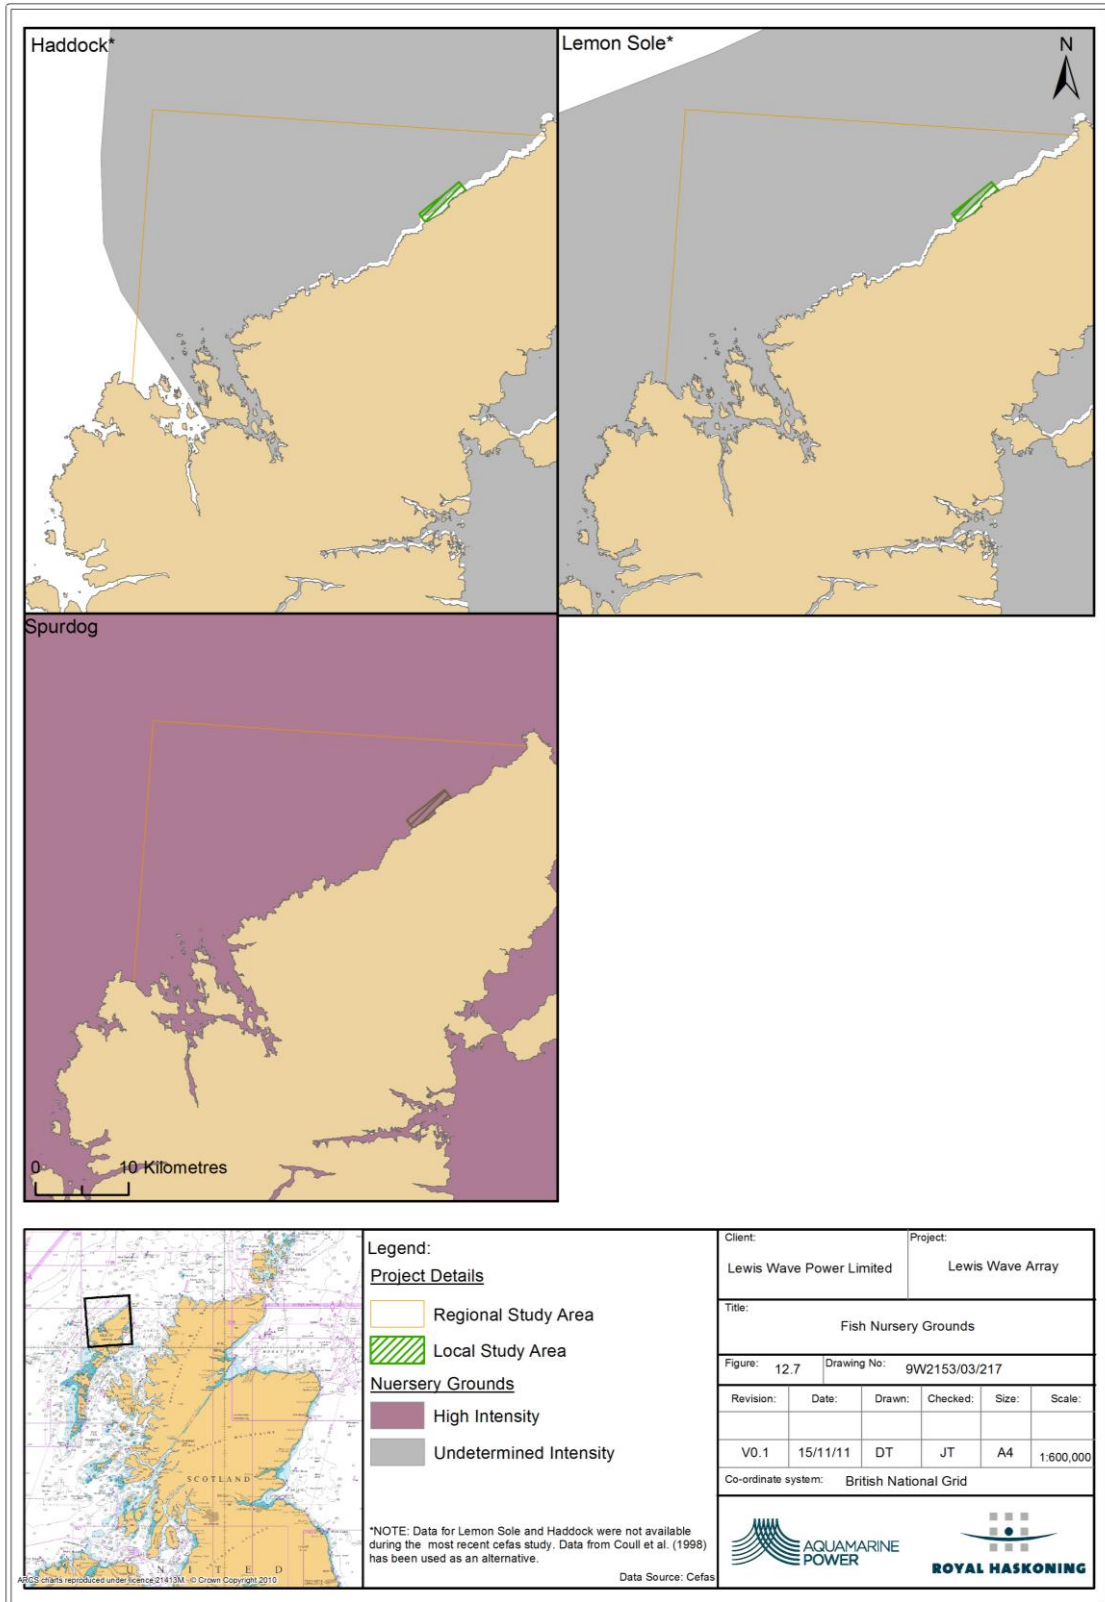 Haddock*
Lemon Sole*
N
Spurdog
0 10 Kilometres
SCOTLAND
UNITED
ARCS charts reproduced under licence 21413M. © Crown Copyright 2010
Legend:
Project Details
Regional Study Area
Local Study Area
Nuersery Grounds
High Intensity
Undetermined Intensity
*NOTE: Data for Lemon Sole and Haddock were not available
during the most recent cefas study. Data from Coull et al. (1998)
has been used as an alternative.
Data Source: Cefas
Client: Project:
Lewis Wave Power Limited Lewis Wave Array
Title:
Fish Nursery Grounds
Figure: 12.7 Drawing No: 9W2153/03/217
Revision: Date: Drawn: Checked: Size: Scale:
V0.1 15/11/11 DT JT A4 1:600,000
Co-ordinate system: British National Grid
AQUAMARINE
POWER
ROYAL HASKONING